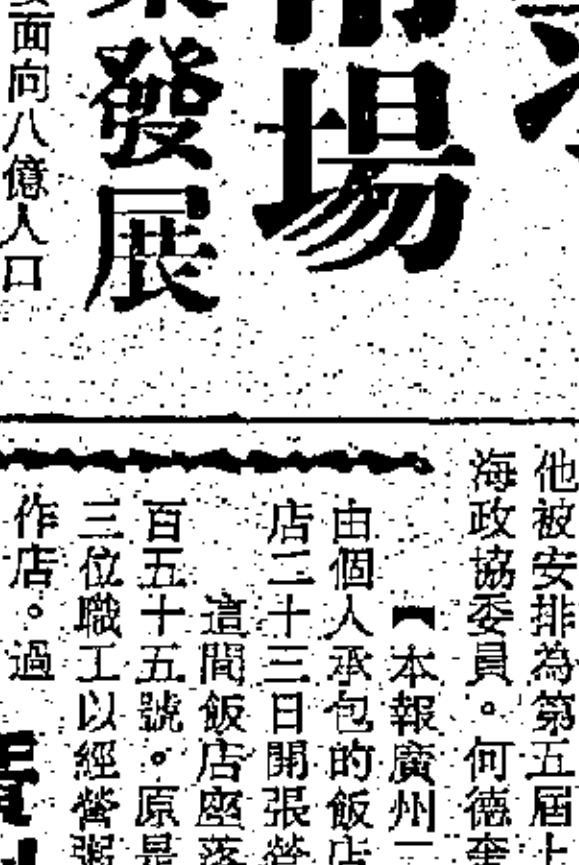 場
發展
面向八億人口
他被安排為第五屆上
海政協委員。何德奎
【本報廣州
由個人承包的飯店
店二十三日開張營
這間飯店座落
百五十五號。原是
三位職工以經營粥
作店。過